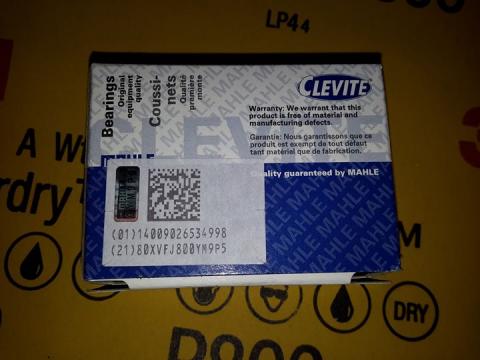 LP44
CLEVITE®
Bearings
Original
equipment
quality
Coussi-
nets
Qualité
première
monte
Warranty: We warrant that this
product is free of material and
manufacturing defects.
Garantie: Nous garantissons que ce
produit est exempt de tout défaut
tant matériel que de fabrication.
Quality guaranteed by MAHLE
(01)14009026534998
(21)80XVFJ800YM9P5
A W
rdry
DRY